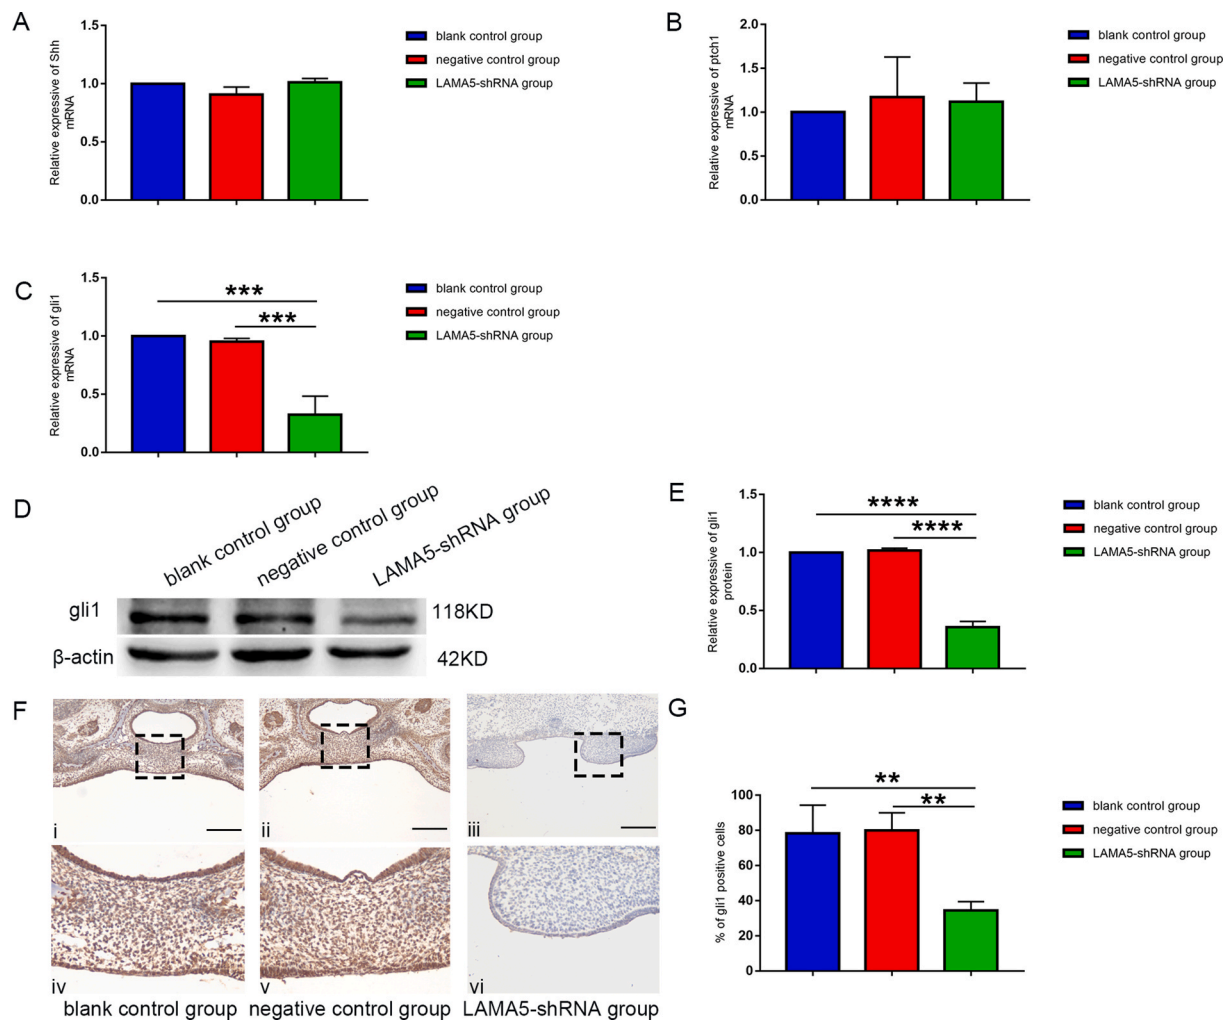 A
Relative expressive of Shh
mRNA
1.5
1.0
0.5
0.0
blank control group
negative control group
LAMA5-shRNA group
B
Relative expressive of ptch1
mRNA
2.0
1.5
1.0
0.5
0.0
blank control group
negative control group
LAMA5-shRNA group
C
Relative expressive of gli1
mRNA
1.5
1.0
0.5
0.0
***
***
blank control group
negative control group
LAMA5-shRNA group
D
blank control group
negative control group
LAMA5-shRNA group
gli1
118KD
β-actin
42KD
E
Relative expressive of gli1
protein
1.5
1.0
0.5
0.0
****
****
blank control group
negative control group
LAMA5-shRNA group
F
i
ii
iii
iv
v
vi
blank control group
negative control group
LAMA5-shRNA group
G
% of gli1 positive cells
100
80
60
40
20
0
**
**
blank control group
negative control group
LAMA5-shRNA group